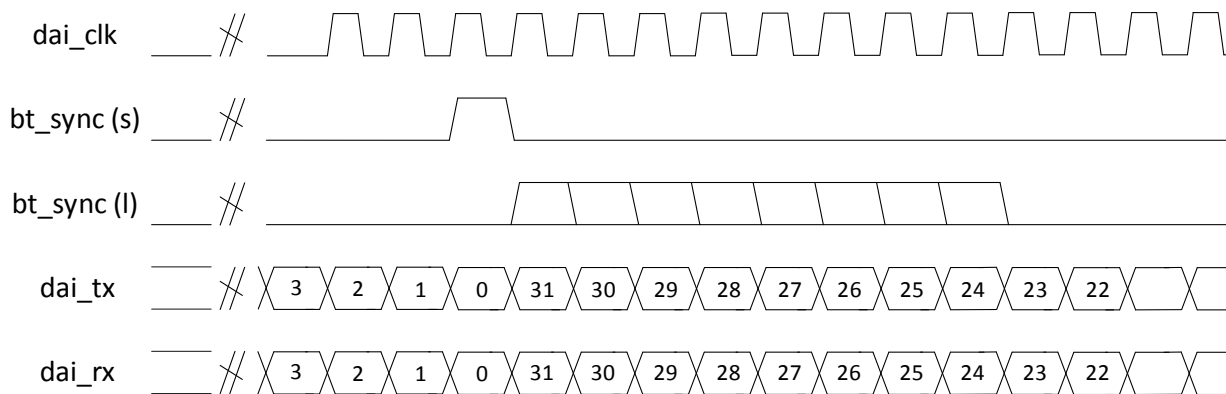 dai_clk
bt_sync (s)
bt_sync (l)
dai_tx 3 2 1 0 31 30 29 28 27 26 25 24 23 22
dai_rx 3 2 1 0 31 30 29 28 27 26 25 24 23 22